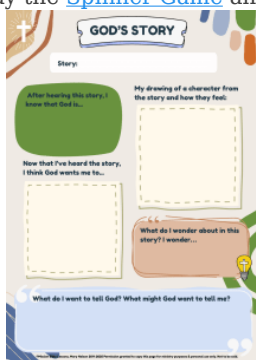 the Spinner Game
GOD'S STORY
Story:
After hearing this story, I
know that God is...
My drawing of a character from
the story and how they feel:
Now that I've heard the story,
I think God wants me to...
What do I wonder about in this
story? I wonder...
What do I want to tell God? What might God want to tell me?